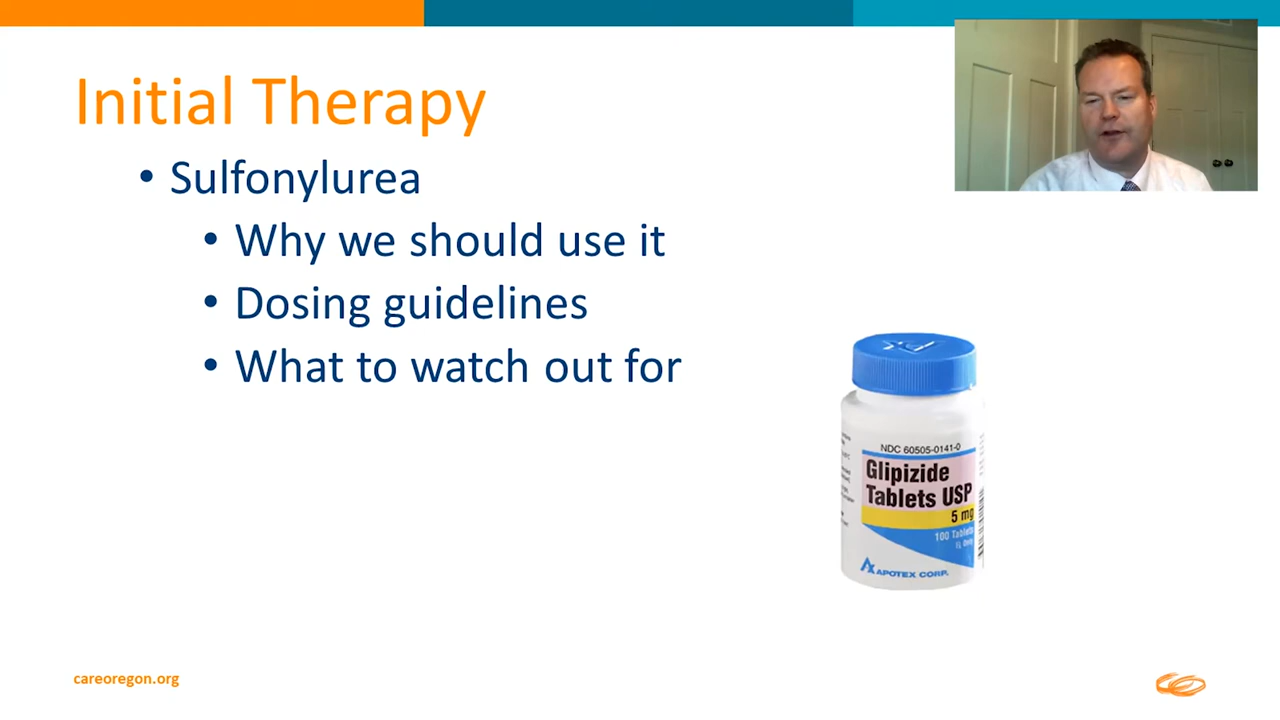 Initial Therapy
• Sulfonylurea
• Why we should use it
• Dosing guidelines
• What to watch out for
NDC 60505-0141-0
Glipizide
Tablets USP
5 mg
100 Tablets
APOTEX CORP.
careoregon.org